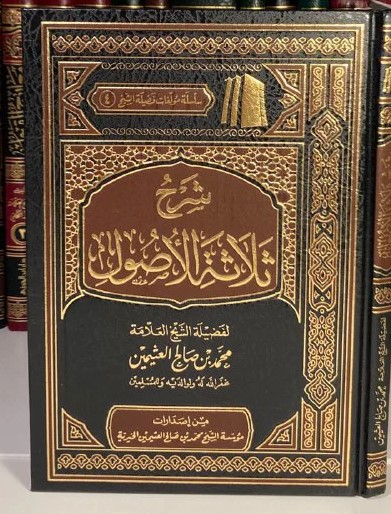 سلسلة مؤلفات فضيلة الشيخ (٤)
شرح
ثلاثة الأصول
لفضيلة الشيخ العلامة
محمد بن صالح العثيمين
غفر الله له ولوالديه وللمسلمين
من إصدارات
مؤسسة الشيخ محمد بن صالح العثيمين الخيرية